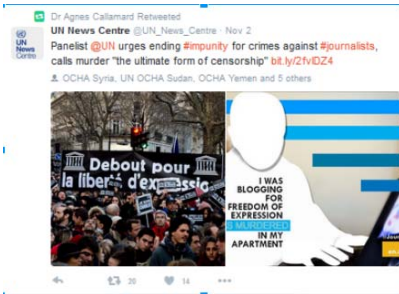 Dr Agnes Callamard Retweeted
UN News Centre @UN_News_Centre · Nov 2
UN
News
Centre
Panelist @UN urges ending #impunity for crimes against #journalists,
calls murder "the ultimate form of censorship" bit.ly/2fvlDZ4
OCHA Syria, UN OCHA Sudan, OCHA Yemen and 5 others
Debout pour
la liberté d'expressio
I WAS
BLOGGING
FOR
FREEDOM OF
EXPRESSION
S MURDERED
IN MY
APARTMENT
20
14